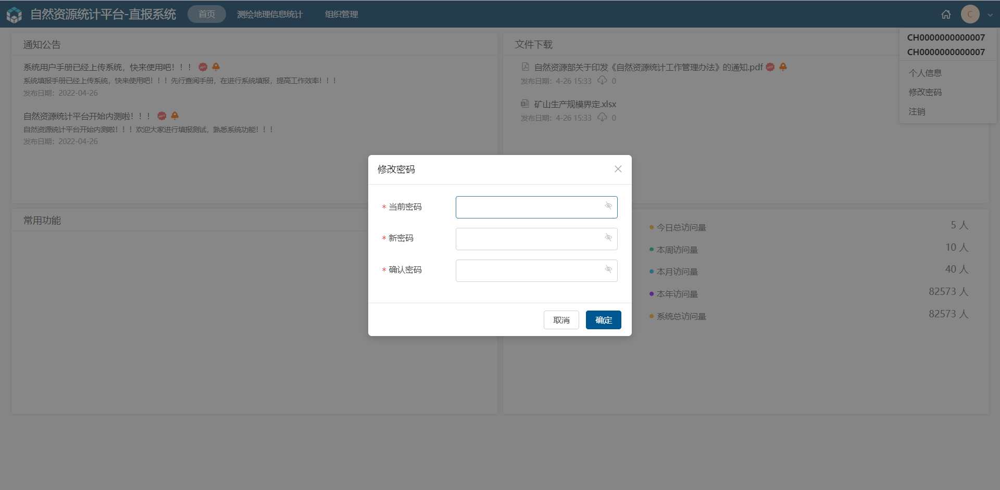 自然资源统计平台-直报系统
首页
测绘地理信息统计
组织管理
C
CH0000000000007
CH0000000000007
个人信息
修改密码
注销
通知公告
系统用户手册已经上传系统，快来使用吧！！！
系统填报手册已经上传系统，快来使用吧！！！先行查阅手册，在进行系统填报，提高工作效率！！！
发布日期：2022-04-26
自然资源统计平台开始内测啦！！！
自然资源统计平台开始内测啦！！！欢迎大家进行填报测试，熟悉系统功能！！！
发布日期：2022-04-26
文件下载
自然资源部关于印发《自然资源统计工作管理办法》的通知.pdf
发布日期：4-26 15:33 0
矿山生产规模界定.xlsx
发布日期：4-26 15:33 0
修改密码
* 当前密码
* 新密码
* 确认密码
取消
确定
常用功能
今日总访问量 5 人
本周访问量 10 人
本月访问量 40 人
本年访问量 82573 人
系统总访问量 82573 人